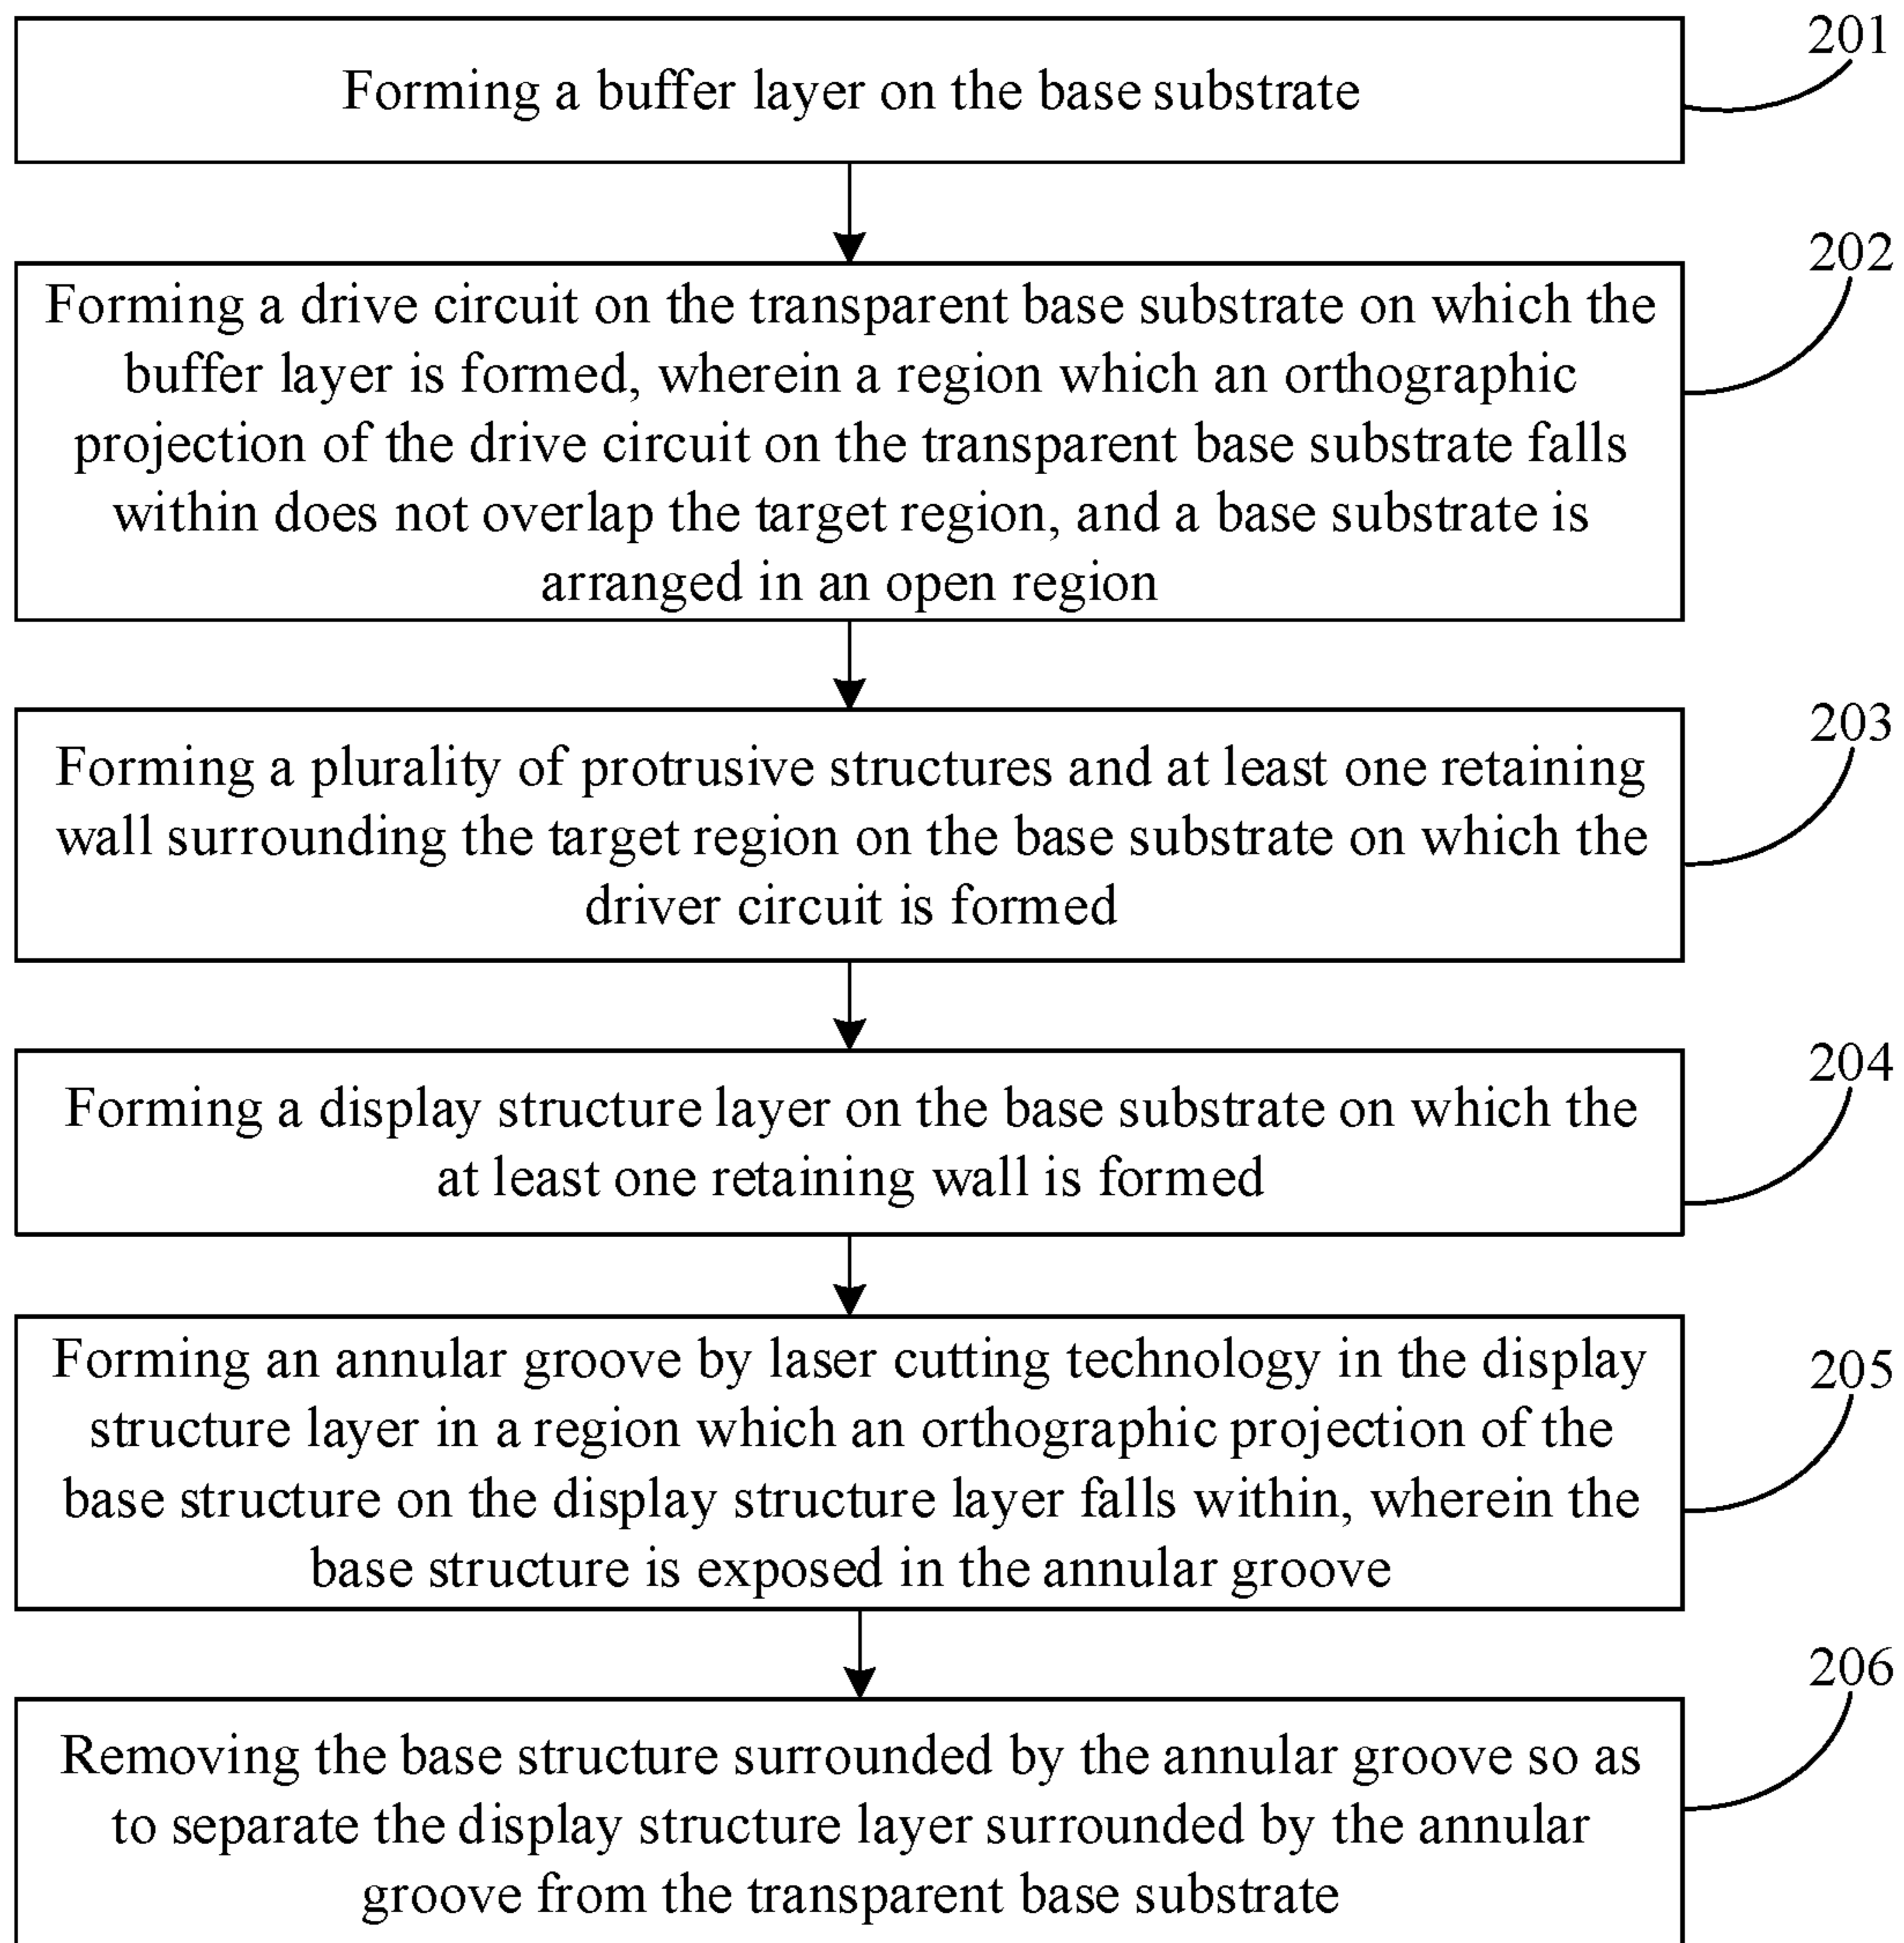 201
Forming a buffer layer on the base substrate
202
Forming a drive circuit on the transparent base substrate on which the
buffer layer is formed, wherein a region which an orthographic
projection of the drive circuit on the transparent base substrate falls
within does not overlap the target region, and a base substrate is
arranged in an open region
203
Forming a plurality of protrusive structures and at least one retaining
wall surrounding the target region on the base substrate on which the
driver circuit is formed
204
Forming a display structure layer on the base substrate on which the
at least one retaining wall is formed
205
Forming an annular groove by laser cutting technology in the display
structure layer in a region which an orthographic projection of the
base structure on the display structure layer falls within, wherein the
base structure is exposed in the annular groove
206
Removing the base structure surrounded by the annular groove so as
to separate the display structure layer surrounded by the annular
groove from the transparent base substrate